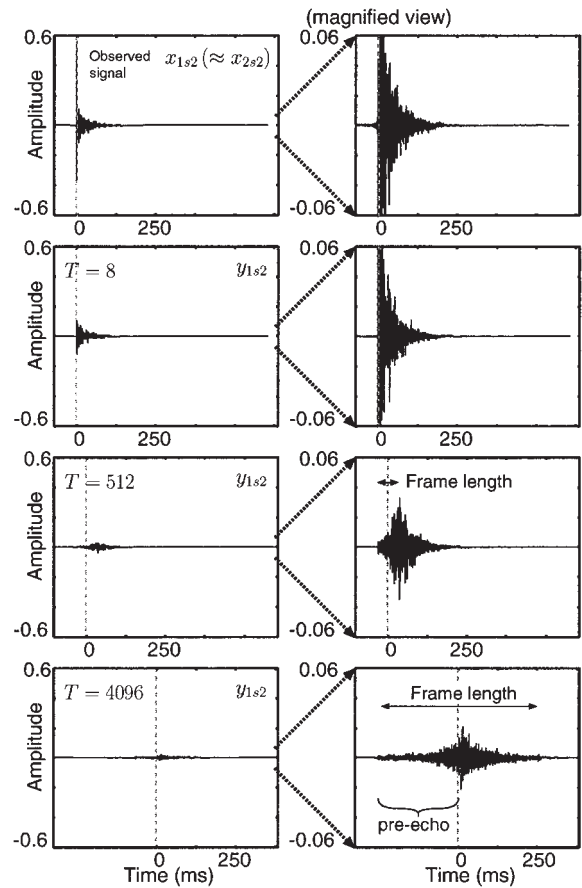 (magnified view)
0.6
Observed signal x1s2 (≈ x2s2)
Amplitude
-0.6
0 250
0.06
-0.06
0 250
0.6
T = 8 y1s2
Amplitude
-0.6
0 250
0.06
-0.06
0 250
0.6
T = 512 y1s2
Amplitude
-0.6
0 250
0.06
Frame length
-0.06
0 250
0.6
T = 4096 y1s2
Amplitude
-0.6
0 250
Time (ms)
0.06
Frame length
pre-echo
-0.06
0 250
Time (ms)